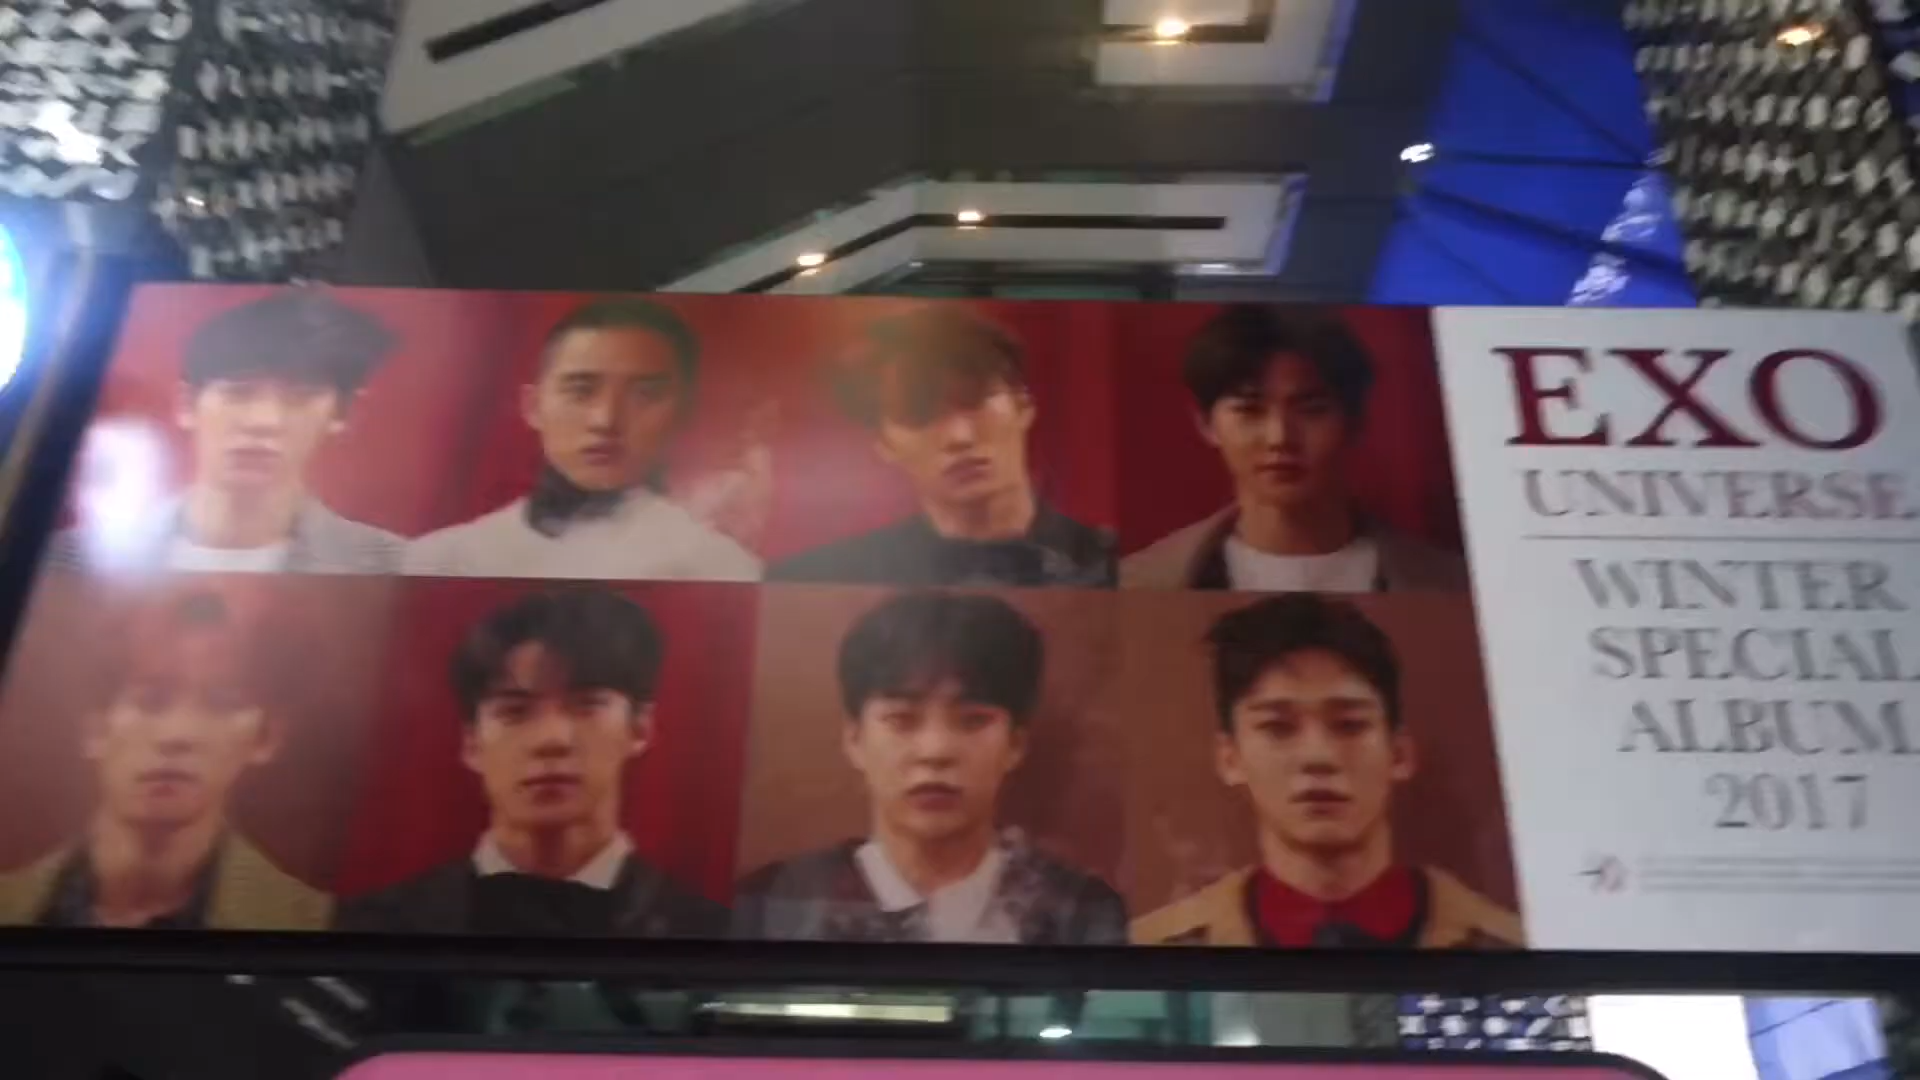 EXO
UNIVERSE
WINTER
SPECIAL
ALBUM
2017